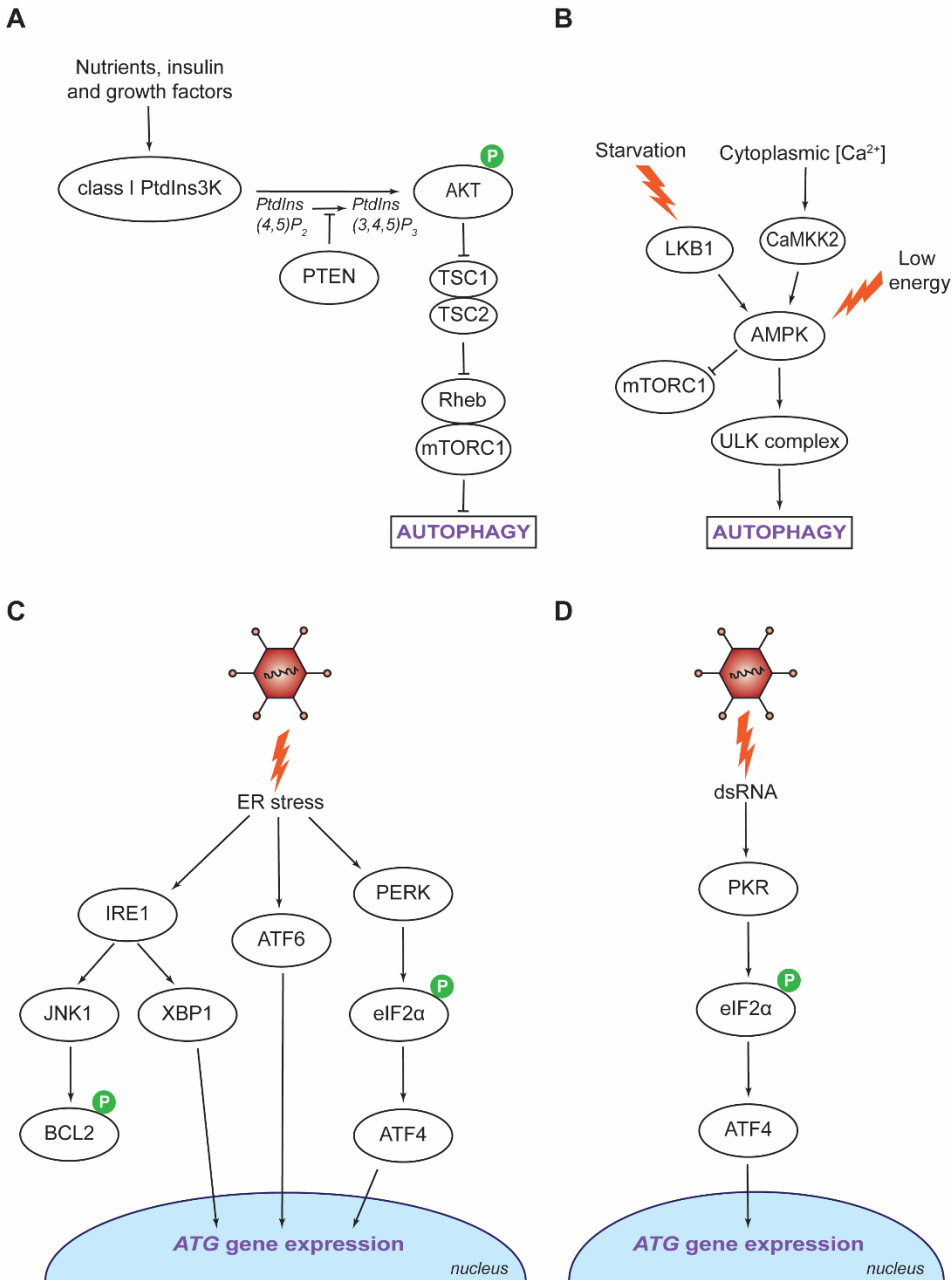 A
Nutrients, insulin
and growth factors
class I PtdIns3K
PtdIns
(4,5)P₂
PtdIns
(3,4,5)P₃
PTEN
P
AKT
TSC1
TSC2
Rheb
mTORC1
AUTOPHAGY
B
Starvation
Cytoplasmic [Ca²⁺]
LKB1
CaMKK2
Low
energy
AMPK
mTORC1
ULK complex
AUTOPHAGY
C
ER stress
IRE1
ATF6
PERK
JNK1
XBP1
P
eIF2α
P
BCL2
ATF4
ATG gene expression
nucleus
D
dsRNA
PKR
P
eIF2α
ATF4
ATG gene expression
nucleus